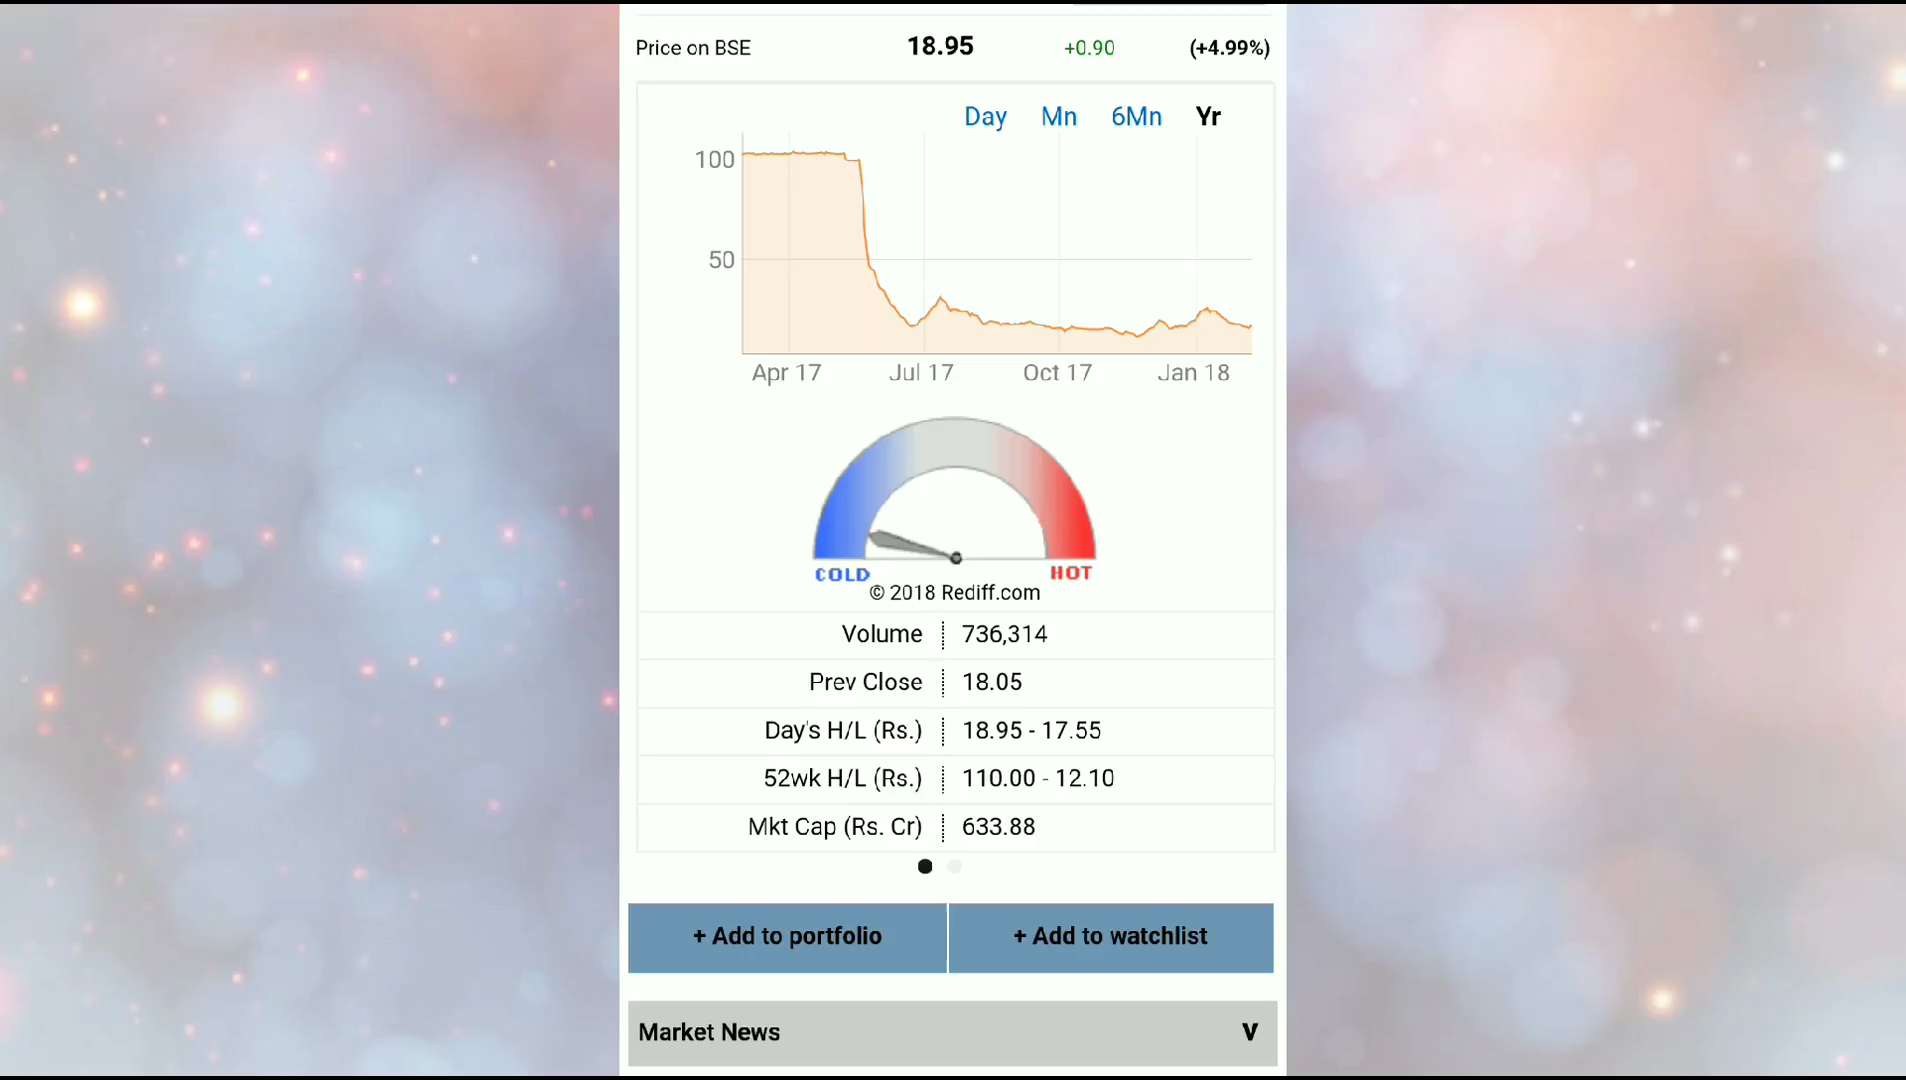 Price on BSE 18.95 +0.90 (+4.99%)
Day Mn 6Mn Yr
100
50
Apr 17 Jul 17 Oct 17 Jan 18
COLD HOT
© 2018 Rediff.com
Volume 736,314
Prev Close 18.05
Day's H/L (Rs.) 18.95 - 17.55
52wk H/L (Rs.) 110.00 - 12.10
Mkt Cap (Rs. Cr) 633.88
+ Add to portfolio + Add to watchlist
Market News V